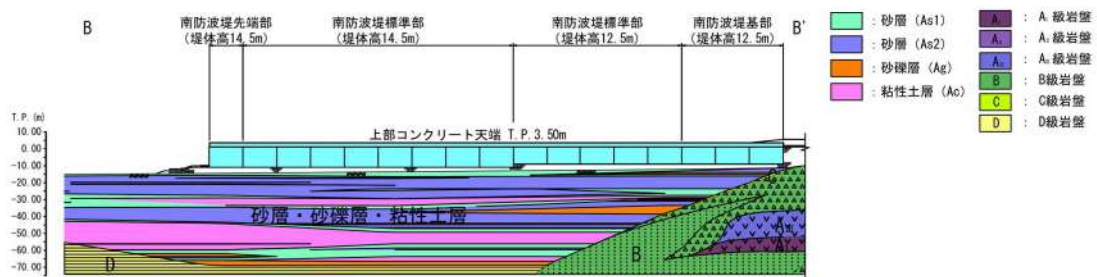 B
南防波堤先端部
(堤体高14.5m)
南防波堤標準部
(堤体高14.5m)
南防波堤標準部
(堤体高12.5m)
南防波堤基部
(堤体高12.5m)
B'
：砂層（As1）
：砂層（As2）
：砂礫層（Ag）
：粘性土層（Ac）
：
級岩盤
：
級岩盤
：
級岩盤
B ： B級岩盤
C ： C級岩盤
D ： D級岩盤
T.P.(m)
10.00
0.00
-10.00
-20.00
-30.00
-40.00
-50.00
-60.00
-70.00
上部コンクリート天端 T.P.3.50m
砂層・砂礫層・粘性土層
D
B